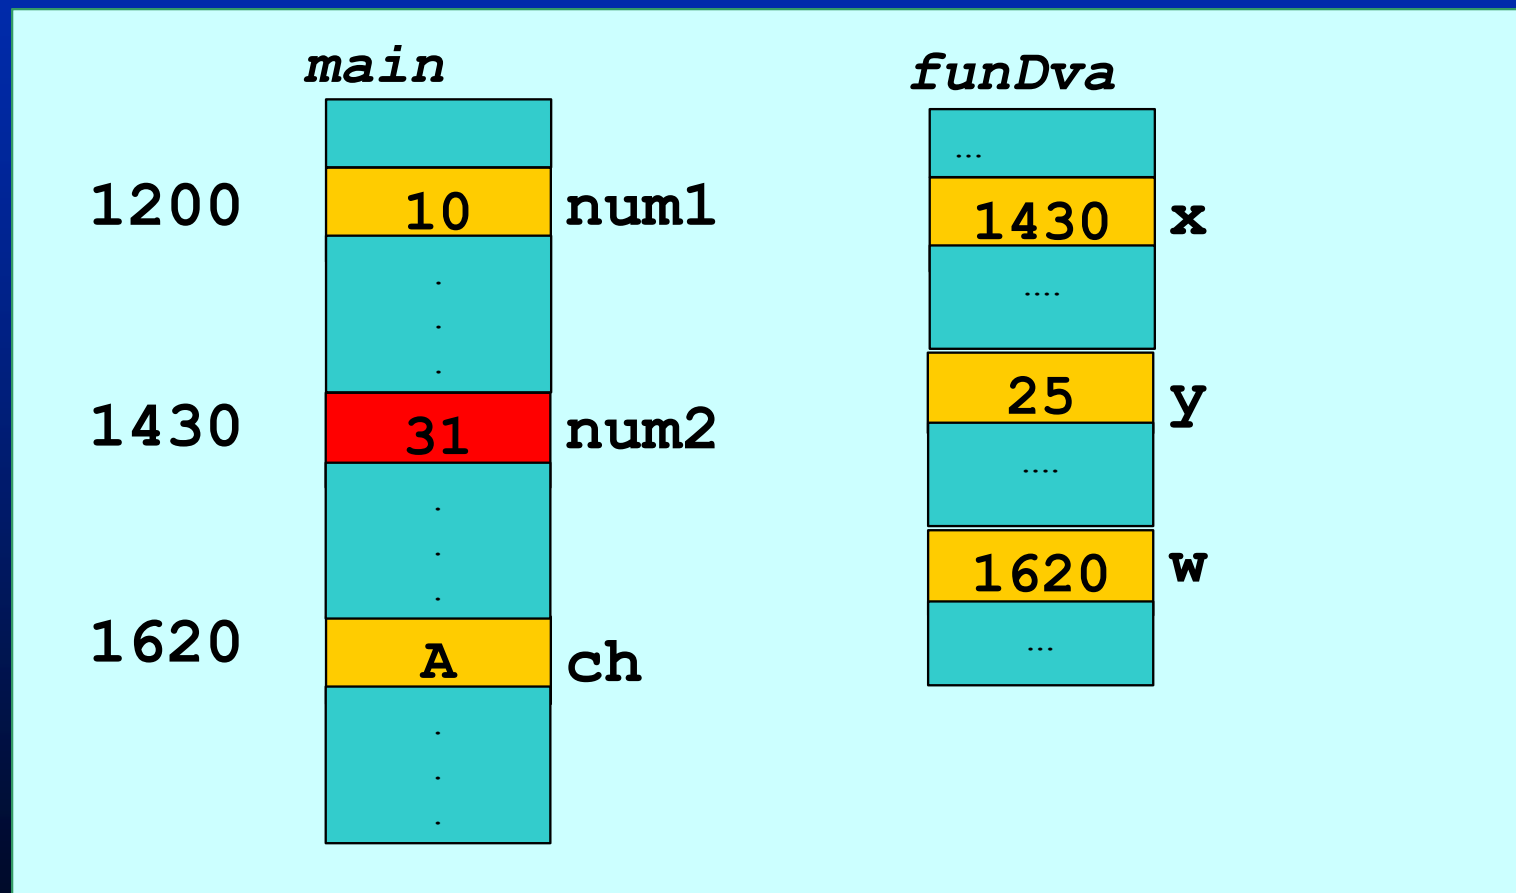 main
1200 10 num1
.
.
.
1430 31 num2
.
.
.
1620 A ch
.
.
.
funDva
...
1430 x
....
25 y
....
1620 w
...